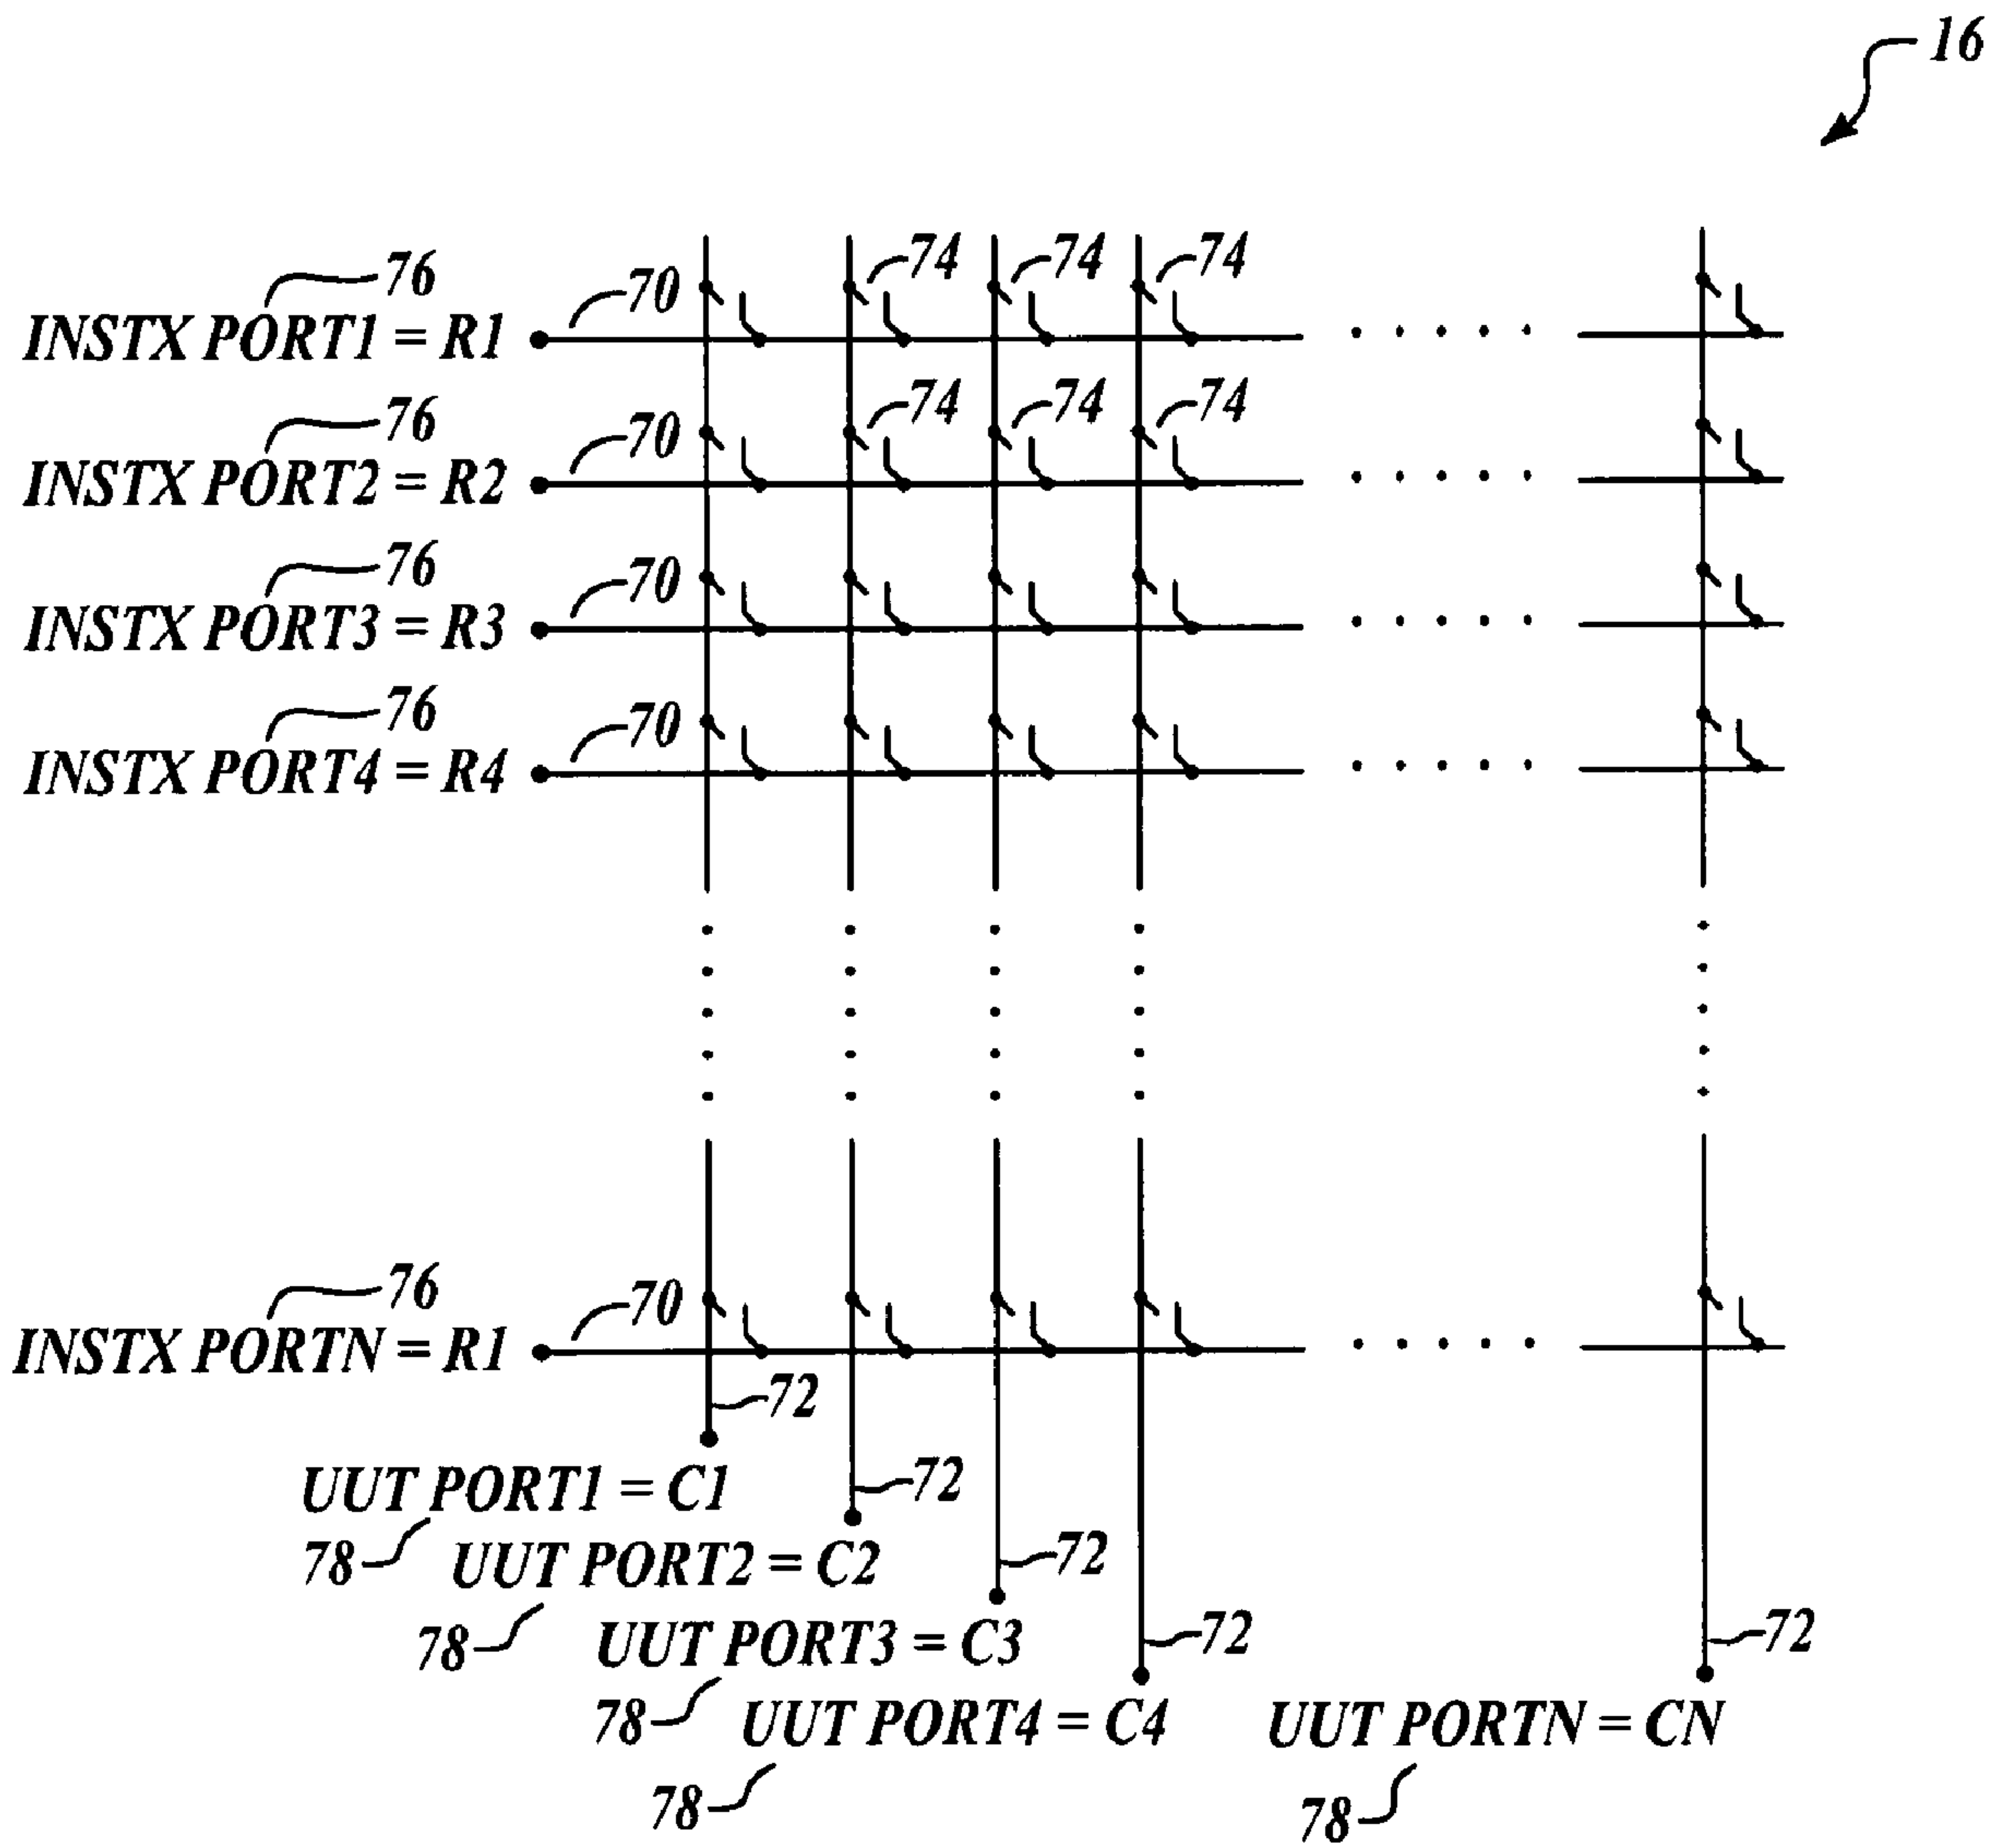 16
76
70
74 74 74
INSTX PORT1 = R1
76
70
74 74 74
INSTX PORT2 = R2
76
70
INSTX PORT3 = R3
76
70
INSTX PORT4 = R4
76
70
INSTX PORTN = R1
72
UUT PORT1 = C1
72
78
UUT PORT2 = C2
72
78
UUT PORT3 = C3
72
72
78
UUT PORT4 = C4
UUT PORTN = CN
78
78